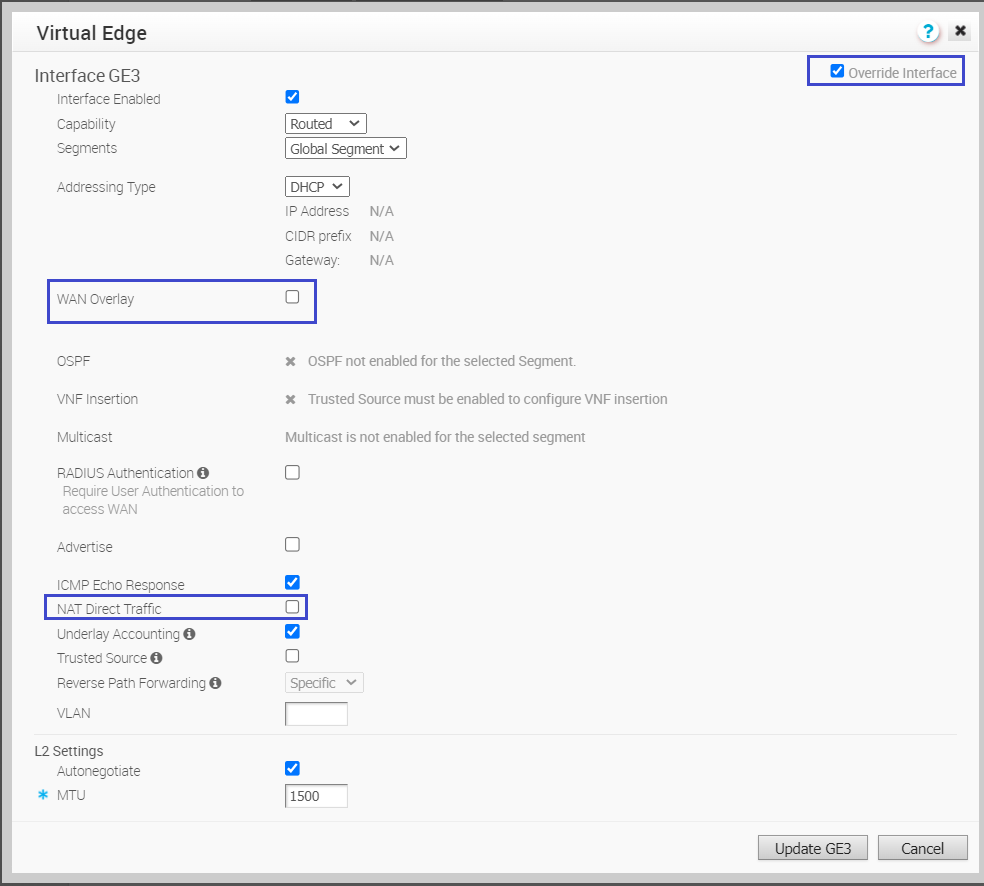 Virtual Edge
?
Interface GE3
Override Interface
Interface Enabled
Capability Routed
Segments Global Segment
Addressing Type DHCP
IP Address N/A
CIDR prefix N/A
Gateway: N/A
WAN Overlay
OSPF OSPF not enabled for the selected Segment.
VNF Insertion Trusted Source must be enabled to configure VNF insertion
Multicast Multicast is not enabled for the selected segment
RADIUS Authentication
Require User Authentication to
access WAN
Advertise
ICMP Echo Response
NAT Direct Traffic
Underlay Accounting
Trusted Source
Reverse Path Forwarding Specific
VLAN
L2 Settings
Autonegotiate
* MTU 1500
Update GE3 Cancel